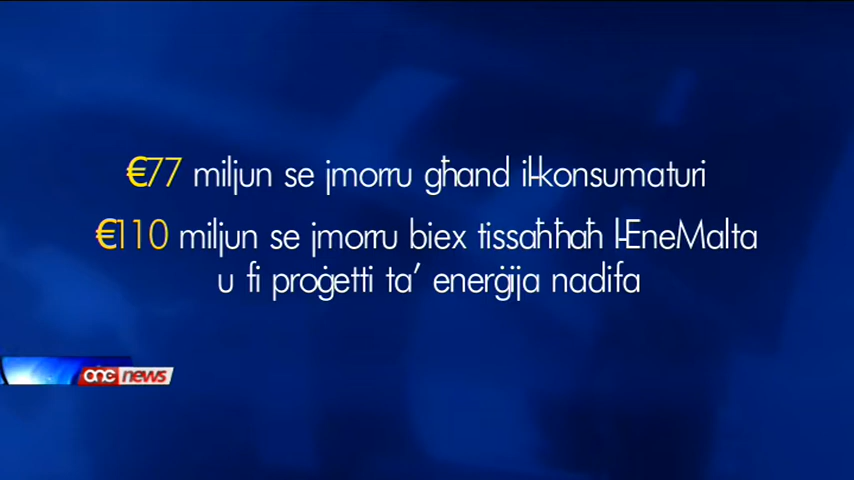 €77 miljun se jmorru għand il-konsumaturi
€110 miljun se jmorru biex tissaħħaħ l-EneMalta
u fi proġetti ta' enerġija nadifa
one news